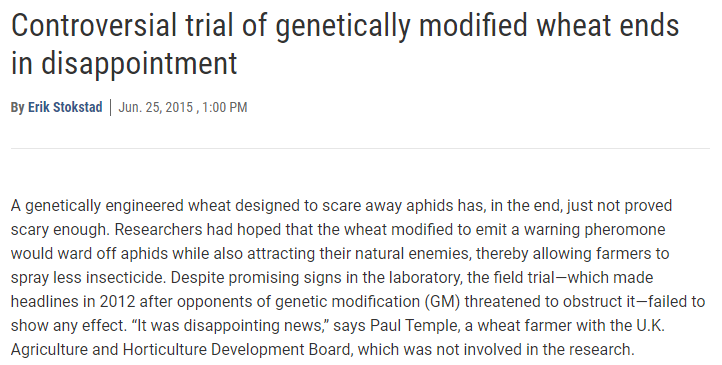 Controversial trial of genetically modified wheat ends
in disappointment
By Erik Stokstad | Jun. 25, 2015 , 1:00 PM
A genetically engineered wheat designed to scare away aphids has, in the end, just not proved
scary enough. Researchers had hoped that the wheat modified to emit a warning pheromone
would ward off aphids while also attracting their natural enemies, thereby allowing farmers to
spray less insecticide. Despite promising signs in the laboratory, the field trial—which made
headlines in 2012 after opponents of genetic modification (GM) threatened to obstruct it—failed to
show any effect. “It was disappointing news,” says Paul Temple, a wheat farmer with the U.K.
Agriculture and Horticulture Development Board, which was not involved in the research.